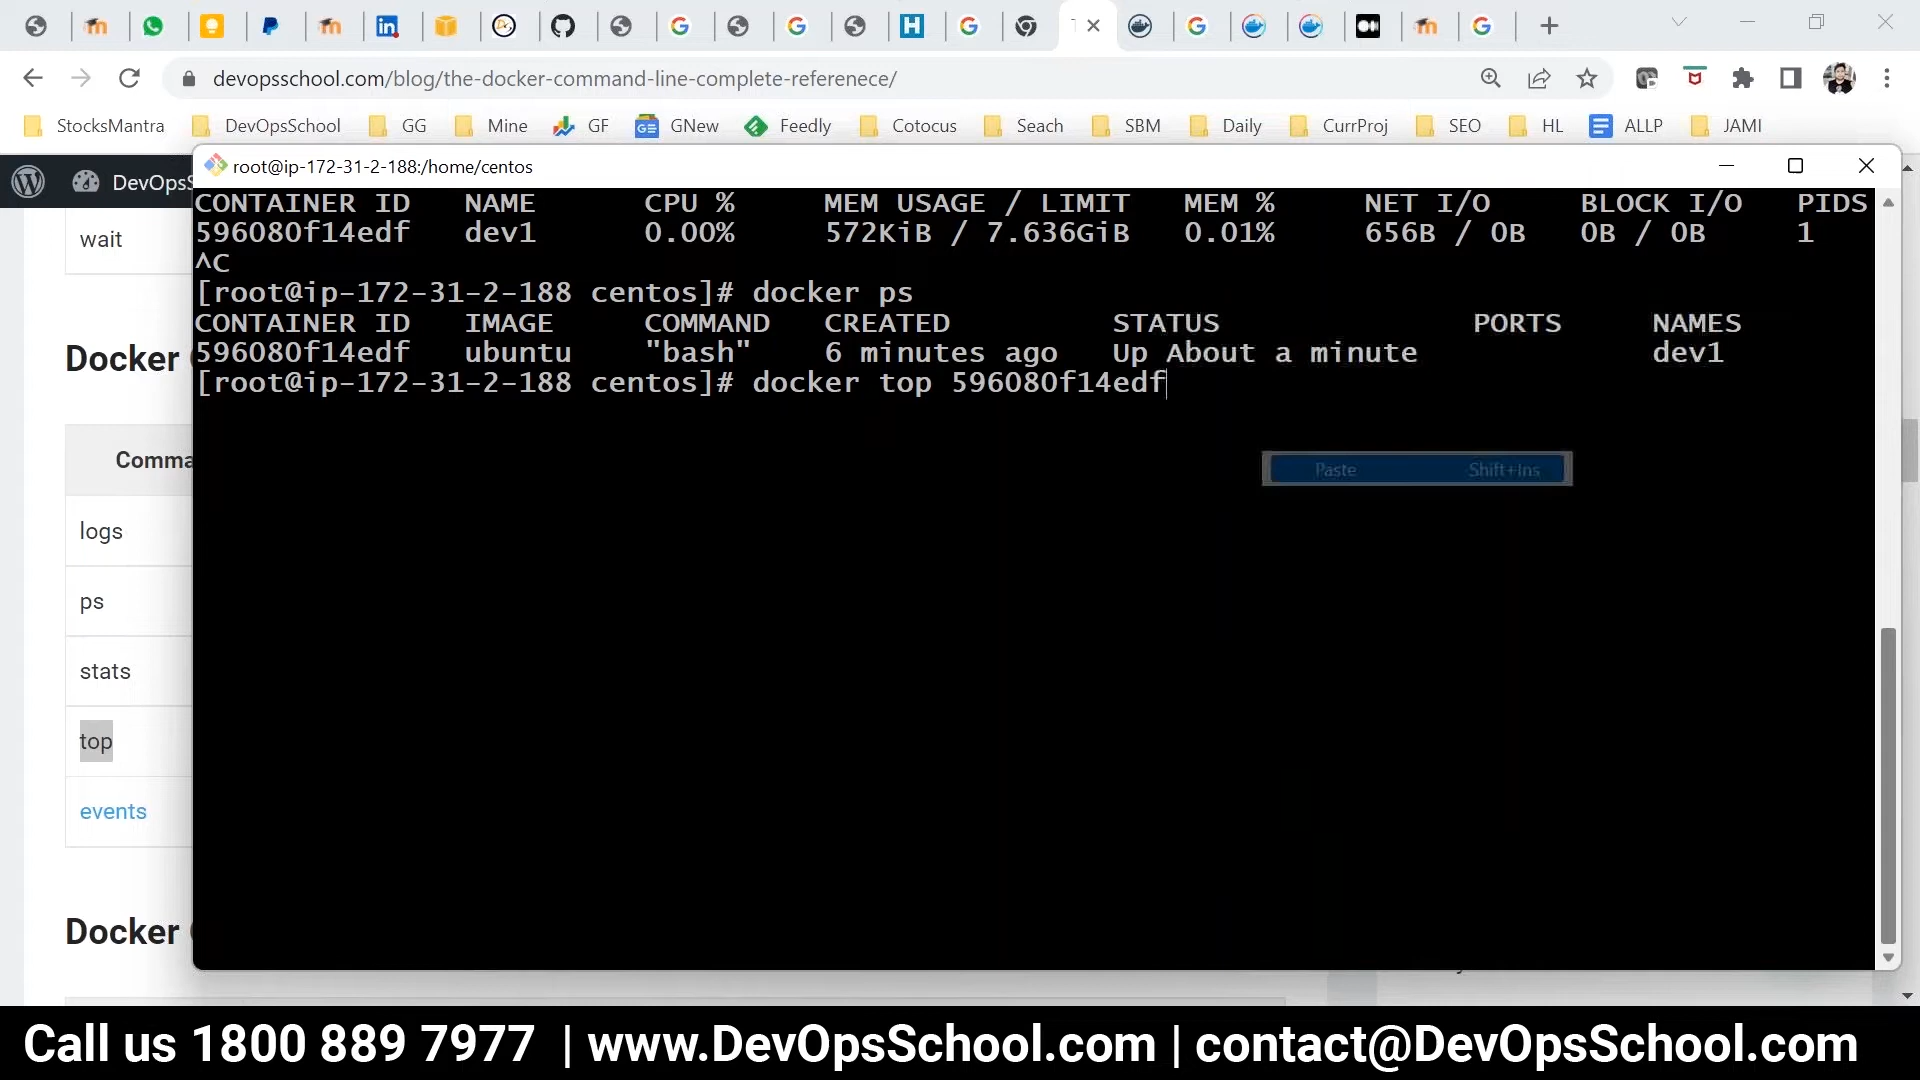 devopsschool.com/blog/the-docker-command-line-complete-referenece/
StocksMantra DevOpsSchool GG Mine GF GNew Feedly Cotocus Seach SBM Daily CurrProj SEO HL ALLP JAMI
DevOpsS
root@ip-172-31-2-188:/home/centos
CONTAINER ID NAME CPU % MEM USAGE / LIMIT MEM % NET I/O BLOCK I/O PIDS
596080f14edf dev1 0.00% 572KiB / 7.636GiB 0.01% 656B / 0B 0B / 0B 1
^C
[root@ip-172-31-2-188 centos]# docker ps
CONTAINER ID IMAGE COMMAND CREATED STATUS PORTS NAMES
596080f14edf ubuntu "bash" 6 minutes ago Up About a minute dev1
[root@ip-172-31-2-188 centos]# docker top 596080f14edf
Paste Shift+Ins
wait
Docker
Comma
logs
ps
stats
top
events
Docker
Call us 1800 889 7977 | www.DevOpsSchool.com | contact@DevOpsSchool.com